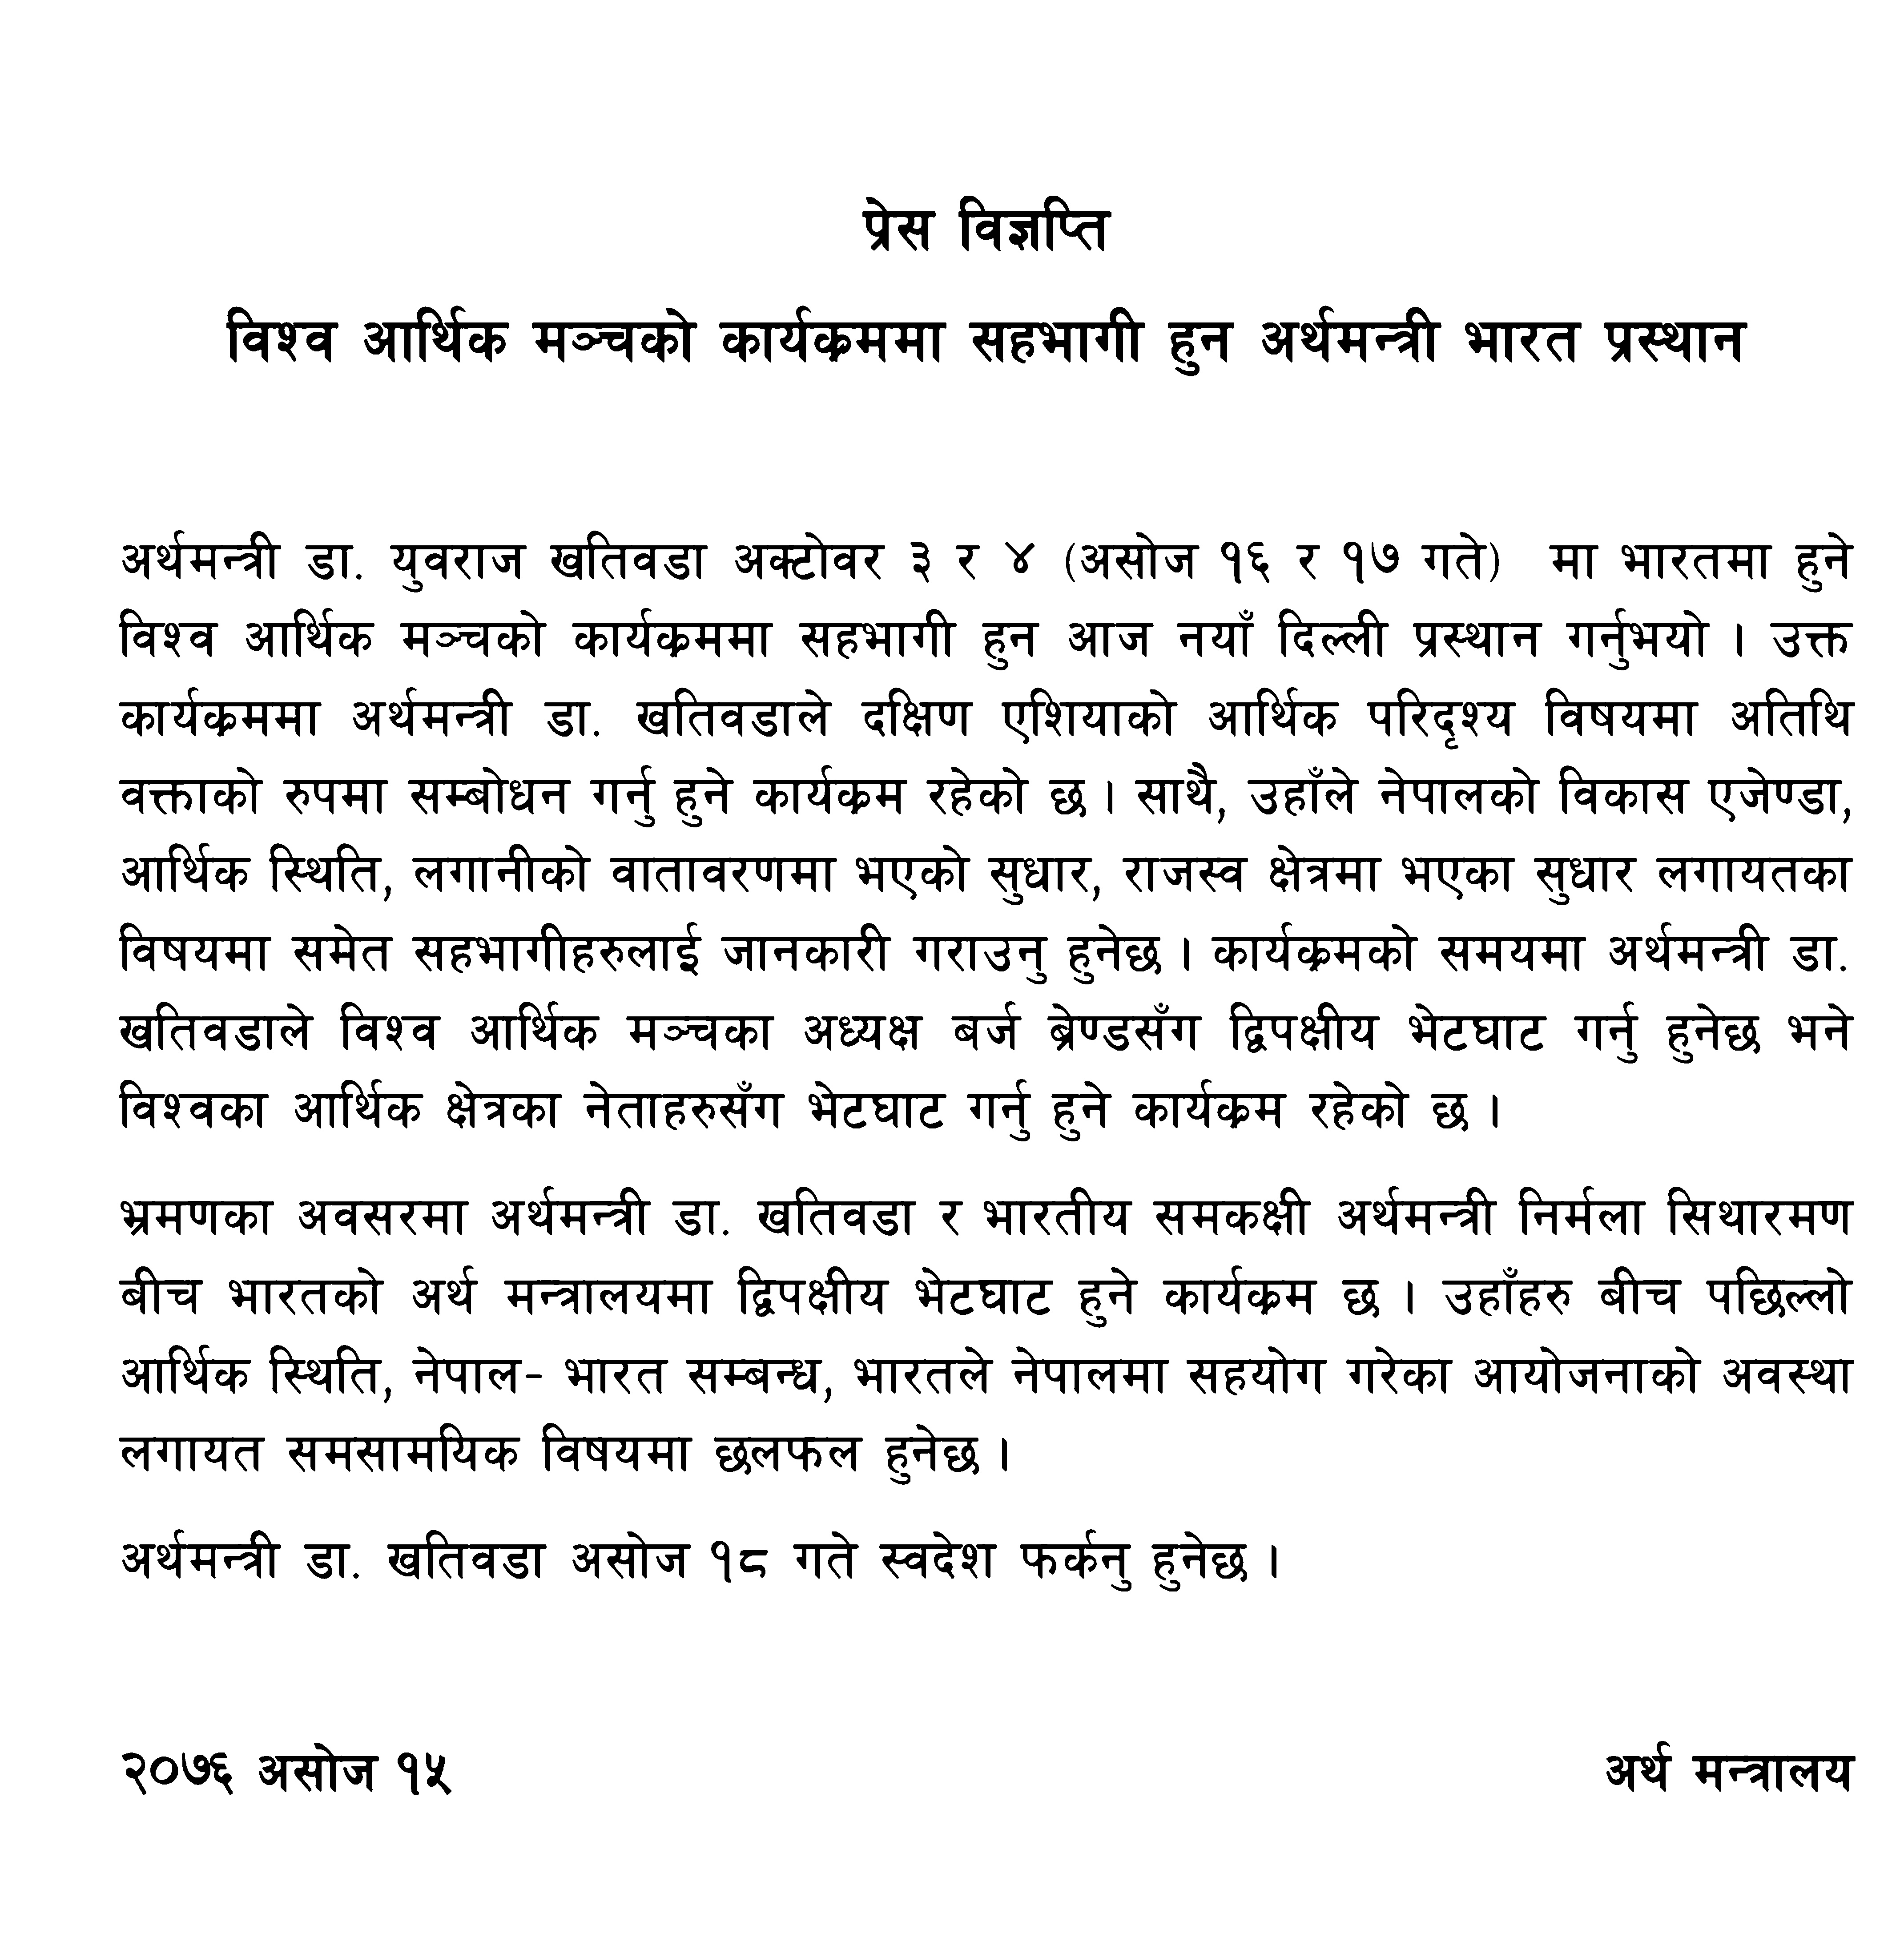 प्रेस विज्ञप्ति
विश्व आर्थिक मञ्चको कार्यक्रममा सहभागी हुन अर्थमन्त्री भारत प्रस्थान
अर्थमन्त्री डा. युवराज खतिवडा अक्टोवर ३ र ४ (असोज १६ र १७ गते) मा भारतमा हुने
विश्व आर्थिक मञ्चको कार्यक्रममा सहभागी हुन आज नयाँ दिल्ली प्रस्थान गर्नुभयो । उक्त
कार्यक्रममा अर्थमन्त्री डा. खतिवडाले दक्षिण एशियाको आर्थिक परिदृश्य विषयमा अतिथि
वक्ताको रुपमा सम्बोधन गर्नु हुने कार्यक्रम रहेको छ । साथै, उहाँले नेपालको विकास एजेण्डा,
आर्थिक स्थिति, लगानीको वातावरणमा भएको सुधार, राजस्व क्षेत्रमा भएका सुधार लगायतका
विषयमा समेत सहभागीहरुलाई जानकारी गराउनु हुनेछ । कार्यक्रमको समयमा अर्थमन्त्री डा.
खतिवडाले विश्व आर्थिक मञ्चका अध्यक्ष बर्ज ब्रेण्डसँग द्विपक्षीय भेटघाट गर्नु हुनेछ भने
विश्वका आर्थिक क्षेत्रका नेताहरुसँग भेटघाट गर्नु हुने कार्यक्रम रहेको छ ।
भ्रमणका अवसरमा अर्थमन्त्री डा. खतिवडा र भारतीय समकक्षी अर्थमन्त्री निर्मला सिथारमण
बीच भारतको अर्थ मन्त्रालयमा द्विपक्षीय भेटघाट हुने कार्यक्रम छ । उहाँहरु बीच पछिल्लो
आर्थिक स्थिति, नेपाल- भारत सम्बन्ध, भारतले नेपालमा सहयोग गरेका आयोजनाको अवस्था
लगायत समसामयिक विषयमा छलफल हुनेछ ।
अर्थमन्त्री डा. खतिवडा असोज १८ गते स्वदेश फर्कनु हुनेछ ।
२०७६ असोज १५ अर्थ मन्त्रालय